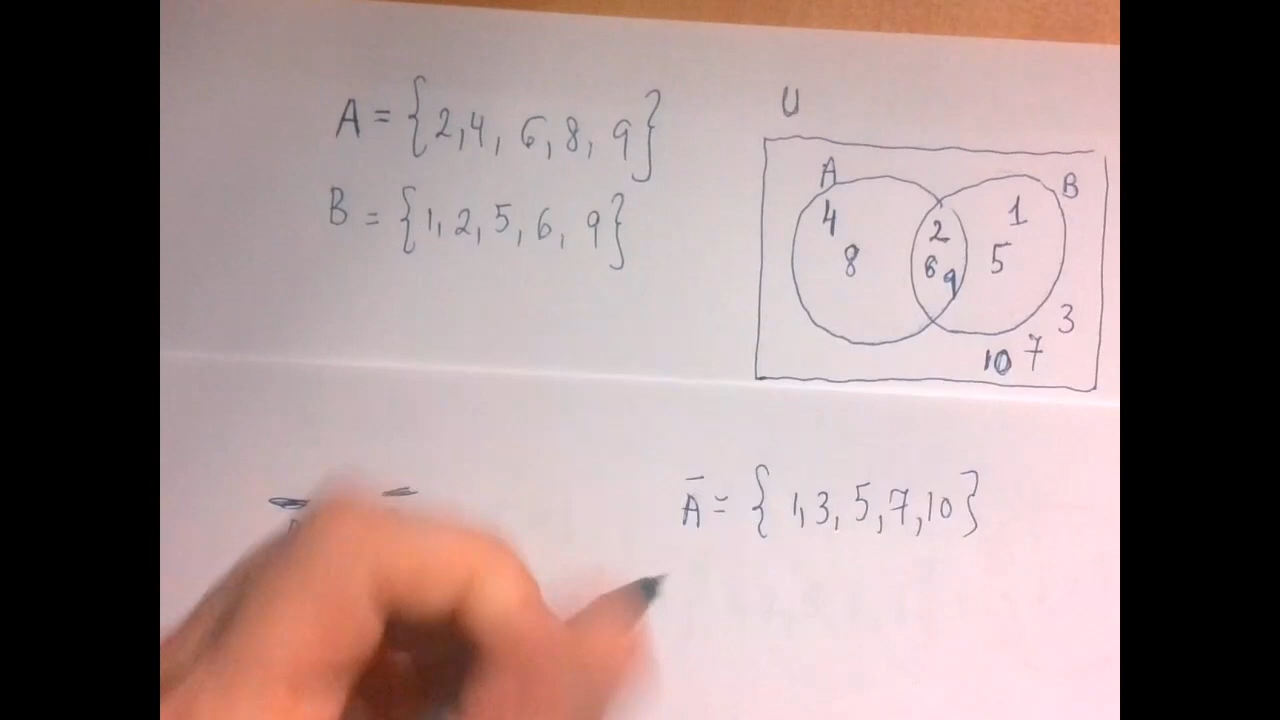 A = {2,4, 6, 8, 9}
B = {1, 2, 5, 6, 9}
U
A
B
4
2
1
8
6
9
5
3
10
7
A̅ = { 1,3, 5,7,10}